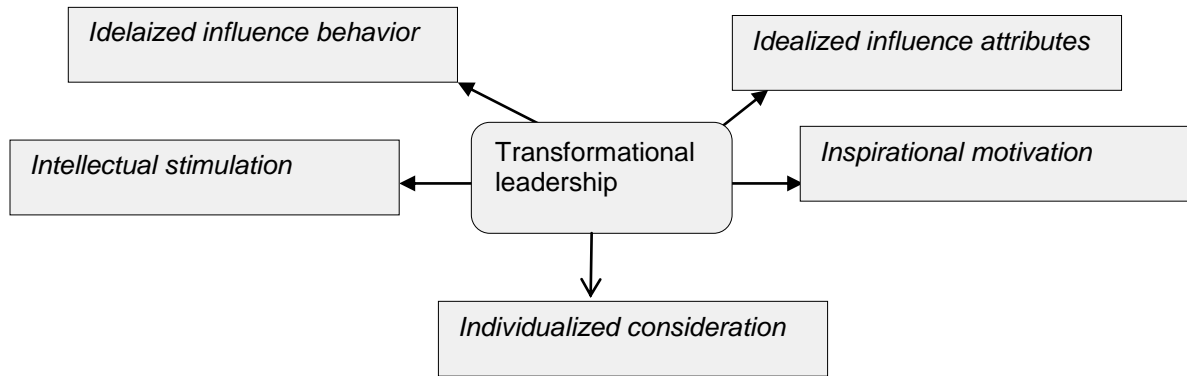 Idelaized influence behavior
Idealized influence attributes
Transformational
leadership
Intellectual stimulation
Inspirational motivation
Individualized consideration